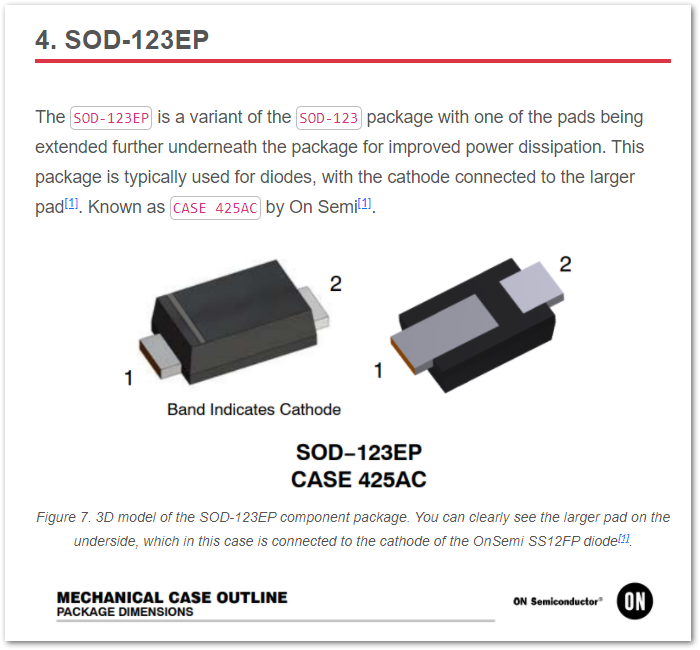 4. SOD-123EP
The SOD-123EP is a variant of the SOD-123 package with one of the pads being
extended further underneath the package for improved power dissipation. This
package is typically used for diodes, with the cathode connected to the larger
pad[1]. Known as CASE 425AC by On Semi[1].
2
1
2
1
Band Indicates Cathode
SOD–123EP
CASE 425AC
Figure 7. 3D model of the SOD-123EP component package. You can clearly see the larger pad on the
underside, which in this case is connected to the cathode of the OnSemi SS12FP diode[1].
MECHANICAL CASE OUTLINE
PACKAGE DIMENSIONS
ON Semiconductor®
ON